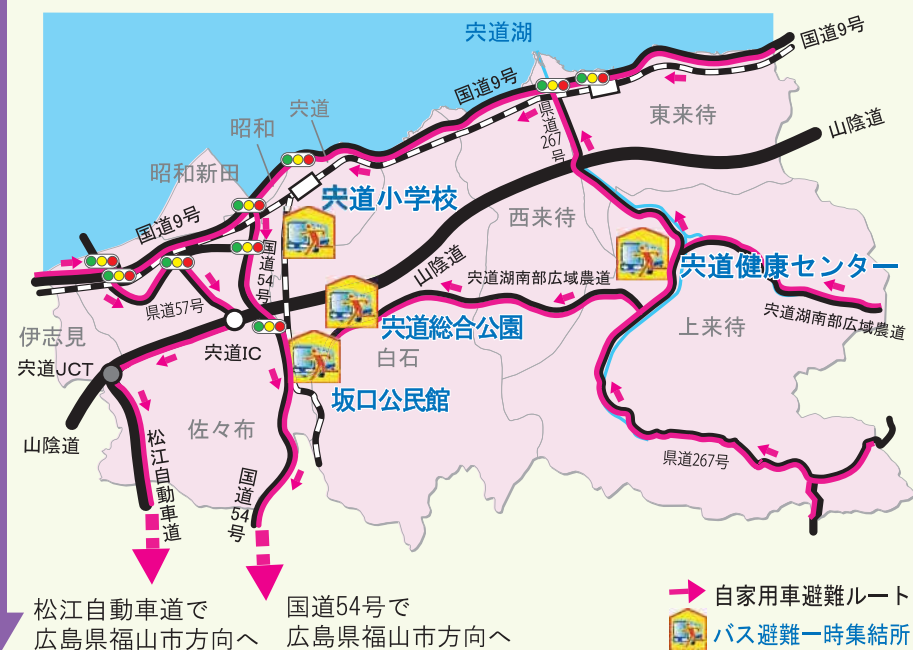 宍道湖
国道9号
国道9号
宍道
昭和
東来待
県道267号
山陰道
昭和新田
宍道小学校
西来待
国道9号
国道54号
山陰道
宍道湖南部広域農道
宍道健康センター
県道57号
宍道湖南部広域農道
伊志見
宍道総合公園
上来待
宍道IC
白石
宍道JCT
坂口公民館
佐々布
山陰道
松江自動車道
県道267号
国道54号
松江自動車道で
広島県福山市方向へ
国道54号で
広島県福山市方向へ
自家用車避難ルート
バス避難一時集結所